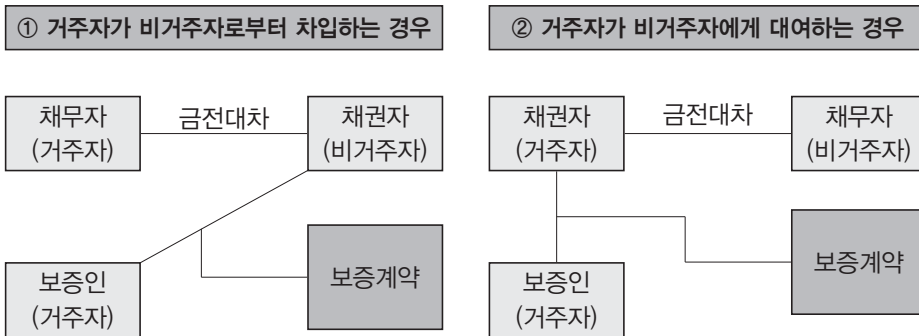 ① 거주자가 비거주자로부터 차입하는 경우
채무자
(거주자)
금전대차
채권자
(비거주자)
보증인
(거주자)
보증계약
② 거주자가 비거주자에게 대여하는 경우
채권자
(거주자)
금전대차
채무자
(비거주자)
보증인
(거주자)
보증계약